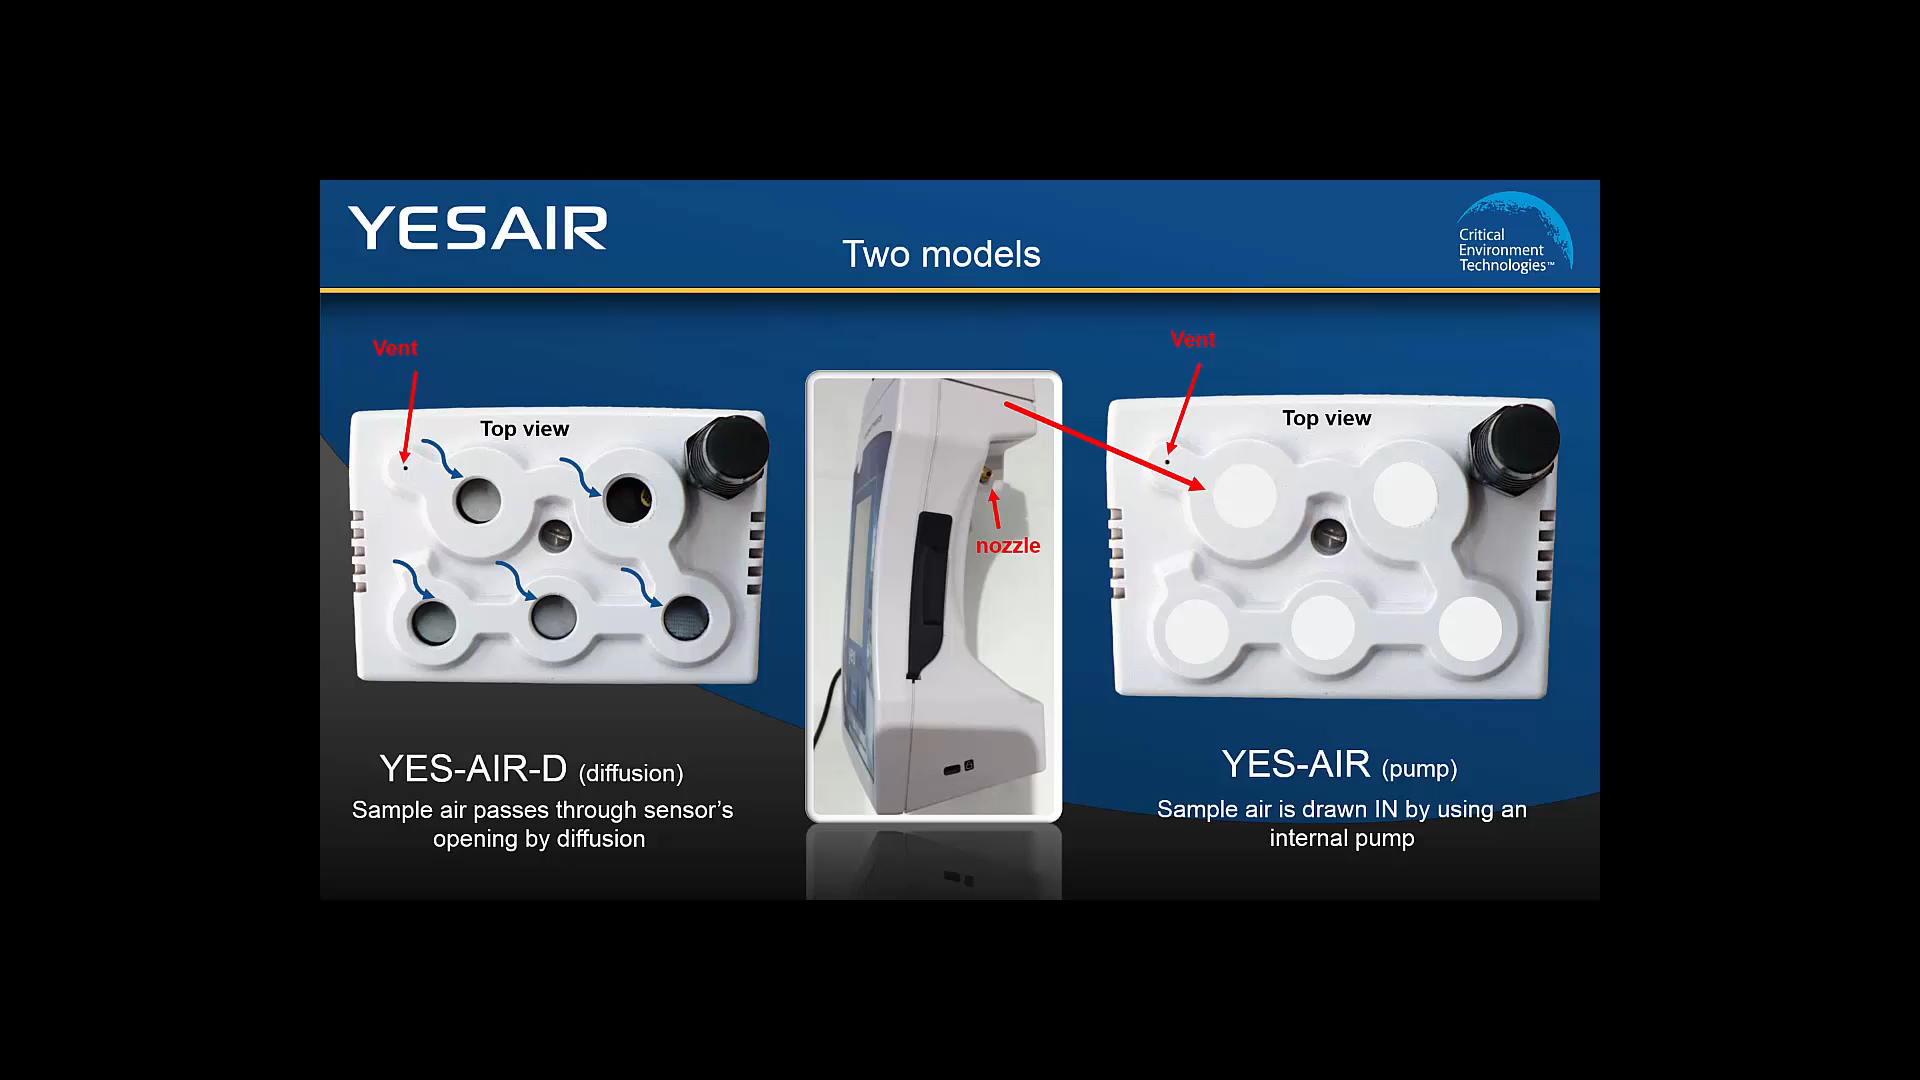 YESAIR
Two models
Critical
Environment
Technologies™
Vent
Top view
nozzle
Vent
Top view
YES-AIR-D (diffusion)
Sample air passes through sensor’s
opening by diffusion
YES-AIR (pump)
Sample air is drawn IN by using an
internal pump